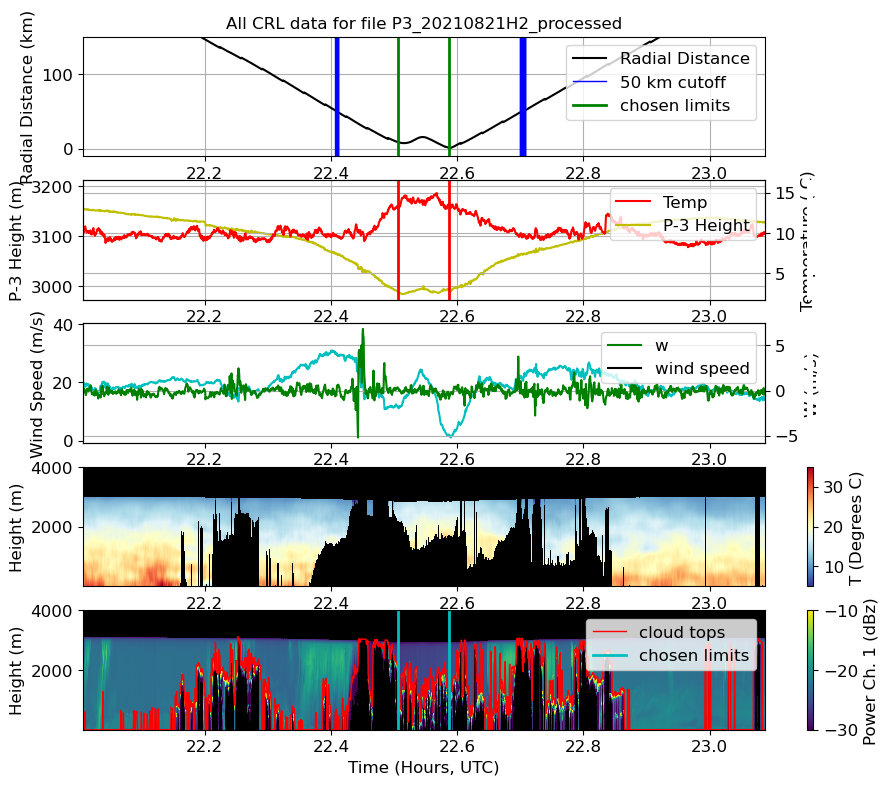 All CRL data for file P3_20210821H2_processed
Radial Distance (km)
100
0
Radial Distance
50 km cutoff
chosen limits
22.2 22.4 22.6 22.8 23.0
P-3 Height (m)
3200
3100
3000
Temp
P-3 Height
15
10
5
Temperature ( C)
22.2 22.4 22.6 22.8 23.0
Wind Speed (m/s)
40
20
0
w
wind speed
5
0
−5
22.2 22.4 22.6 22.8 23.0
Height (m)
4000
2000
30
20
10
T (Degrees C)
22.2 22.4 22.6 22.8 23.0
Height (m)
4000
2000
cloud tops
chosen limits
−10
−20
−30
Power Ch. 1 (dBz)
22.2 22.4 22.6 22.8 23.0
Time (Hours, UTC)